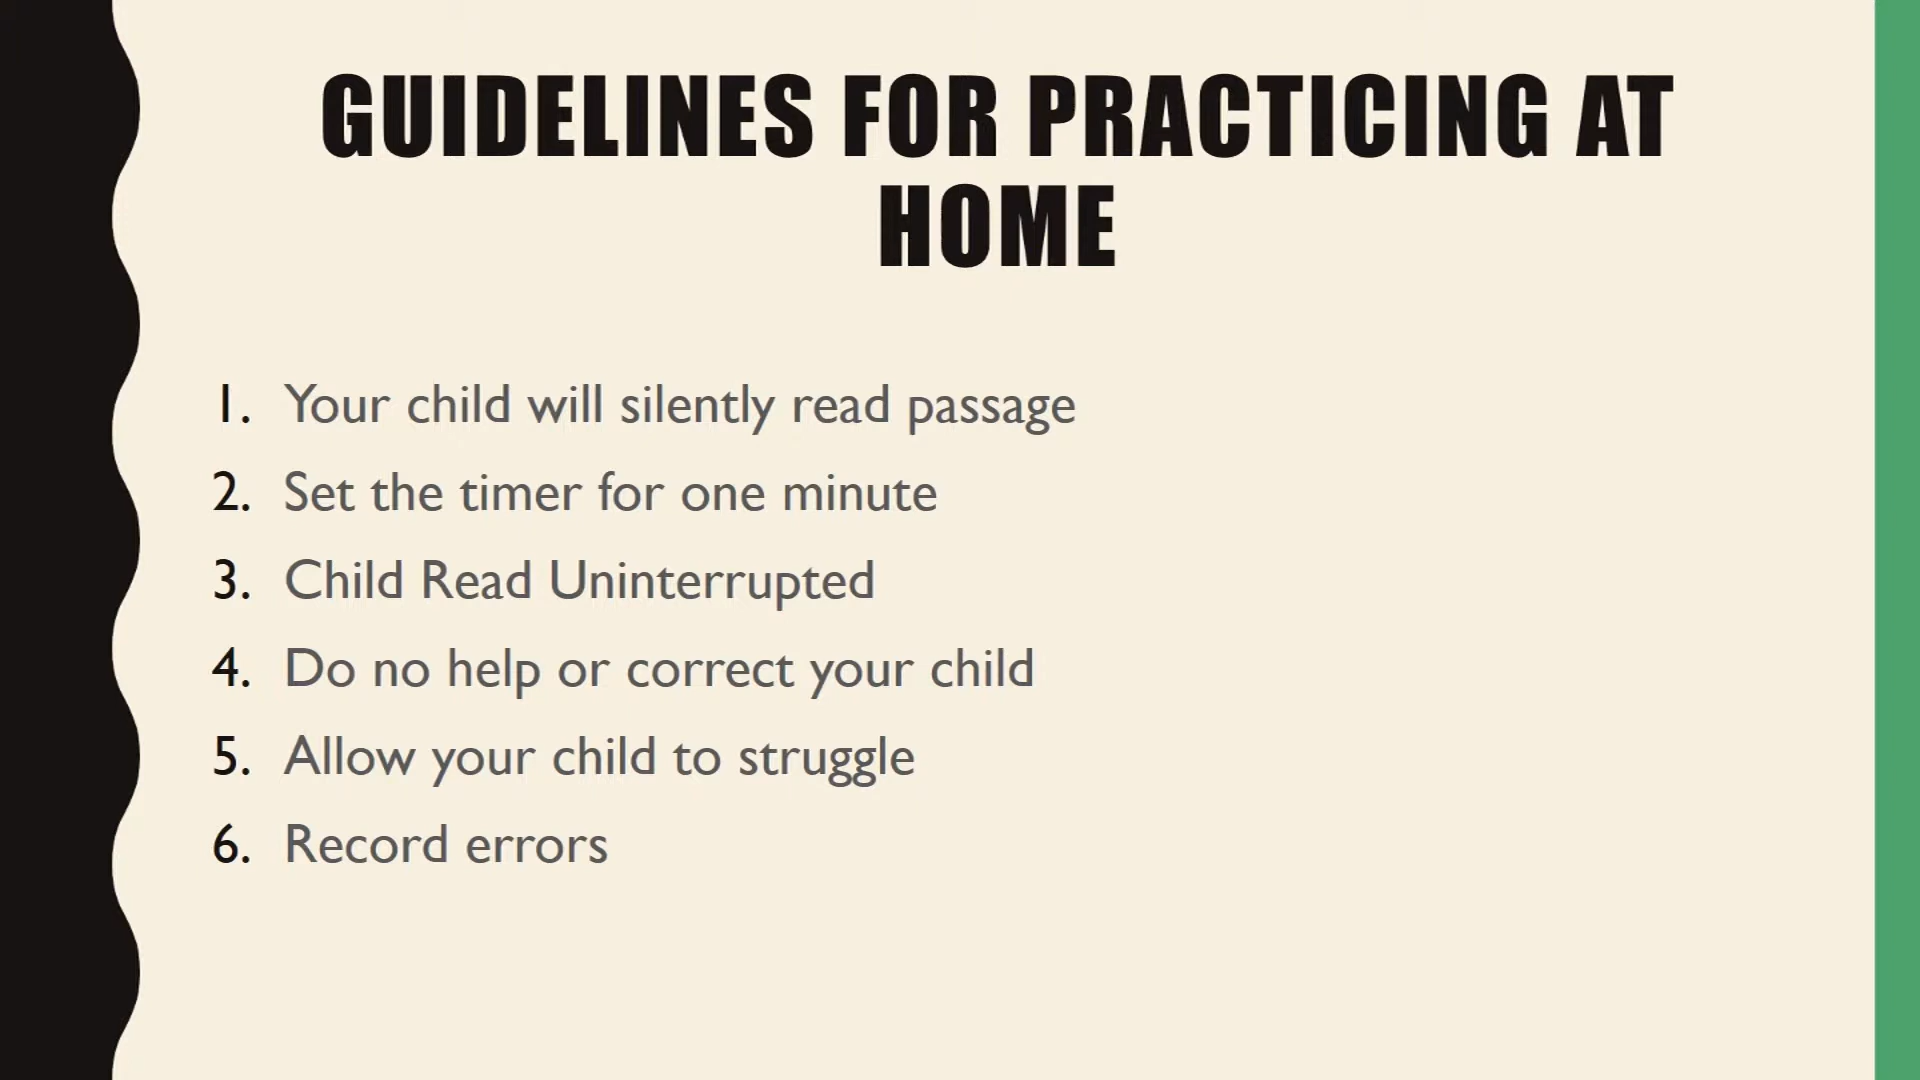 GUIDELINES FOR PRACTICING AT
HOME
1. Your child will silently read passage
2. Set the timer for one minute
3. Child Read Uninterrupted
4. Do no help or correct your child
5. Allow your child to struggle
6. Record errors